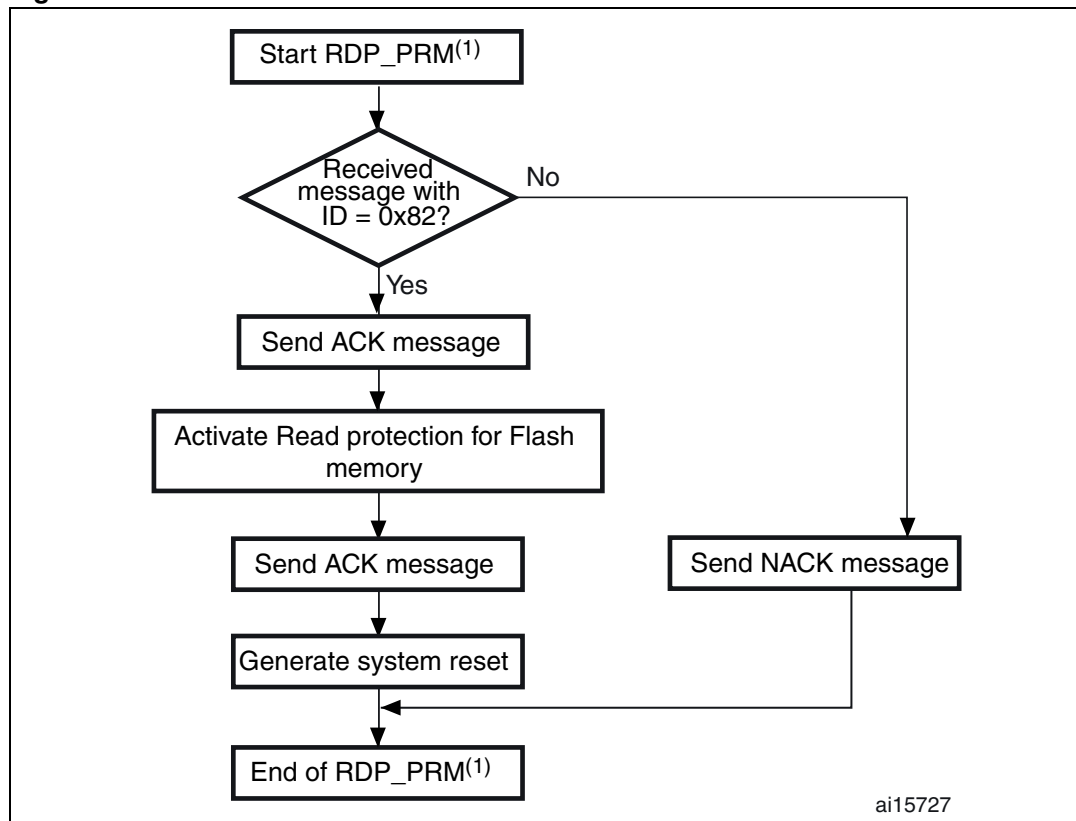 Start RDP_PRM(1)
Received
message with
ID = 0x82?
No
Yes
Send ACK message
Activate Read protection for Flash
memory
Send ACK message
Send NACK message
Generate system reset
End of RDP_PRM(1)
ai15727